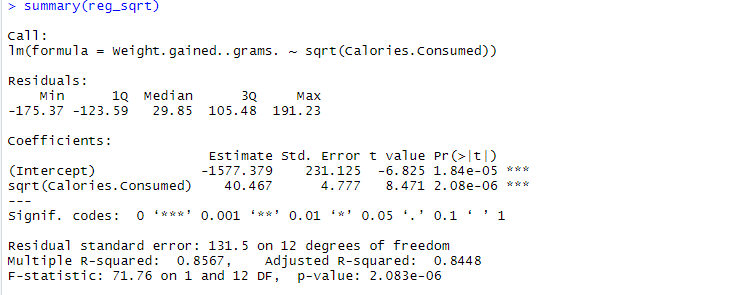 > summary(reg_sqrt)
Call:
lm(formula = Weight.gained..grams. ~ sqrt(Calories.Consumed))
Residuals:
    Min      1Q  Median      3Q     Max
-175.37 -123.59   29.85  105.48  191.23
Coefficients:
                        Estimate Std. Error t value Pr(>|t|)
(Intercept)            -1577.379    231.125  -6.825 1.84e-05 ***
sqrt(Calories.Consumed)   40.467      4.777   8.471 2.08e-06 ***
---
Signif. codes:  0 ‘***’ 0.001 ‘**’ 0.01 ‘*’ 0.05 ‘.’ 0.1 ‘ ’ 1
Residual standard error: 131.5 on 12 degrees of freedom
Multiple R-squared:  0.8567,    Adjusted R-squared:  0.8448
F-statistic: 71.76 on 1 and 12 DF,  p-value: 2.083e-06